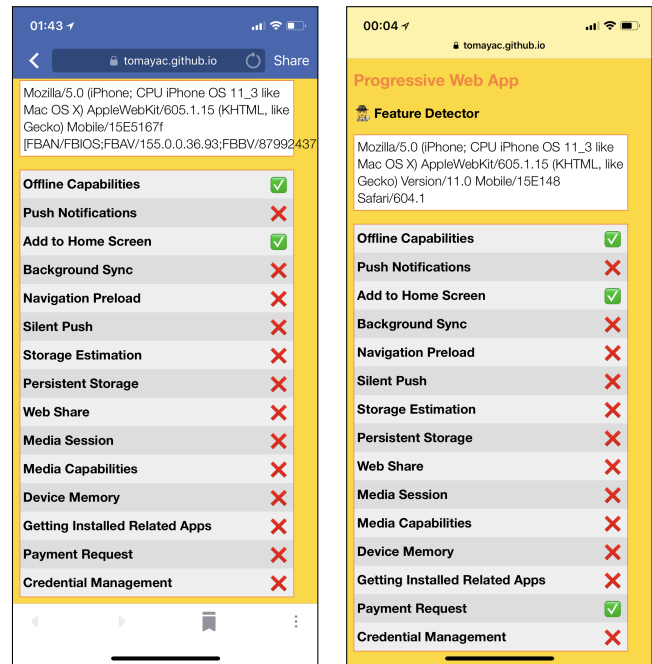 01:43
tomayac.github.io
Share
Mozilla/5.0 (iPhone; CPU iPhone OS 11_3 like
Mac OS X) AppleWebKit/605.1.15 (KHTML, like
Gecko) Mobile/15E5167f
[FBAN/FBIOS;FBAV/155.0.0.36.93;FBBV/87992437
Offline Capabilities
Push Notifications
Add to Home Screen
Background Sync
Navigation Preload
Silent Push
Storage Estimation
Persistent Storage
Web Share
Media Session
Media Capabilities
Device Memory
Getting Installed Related Apps
Payment Request
Credential Management
00:04
tomayac.github.io
Progressive Web App
Feature Detector
Mozilla/5.0 (iPhone; CPU iPhone OS 11_3 like
Mac OS X) AppleWebKit/605.1.15 (KHTML, like
Gecko) Version/11.0 Mobile/15E148
Safari/604.1
Offline Capabilities
Push Notifications
Add to Home Screen
Background Sync
Navigation Preload
Silent Push
Storage Estimation
Persistent Storage
Web Share
Media Session
Media Capabilities
Device Memory
Getting Installed Related Apps
Payment Request
Credential Management